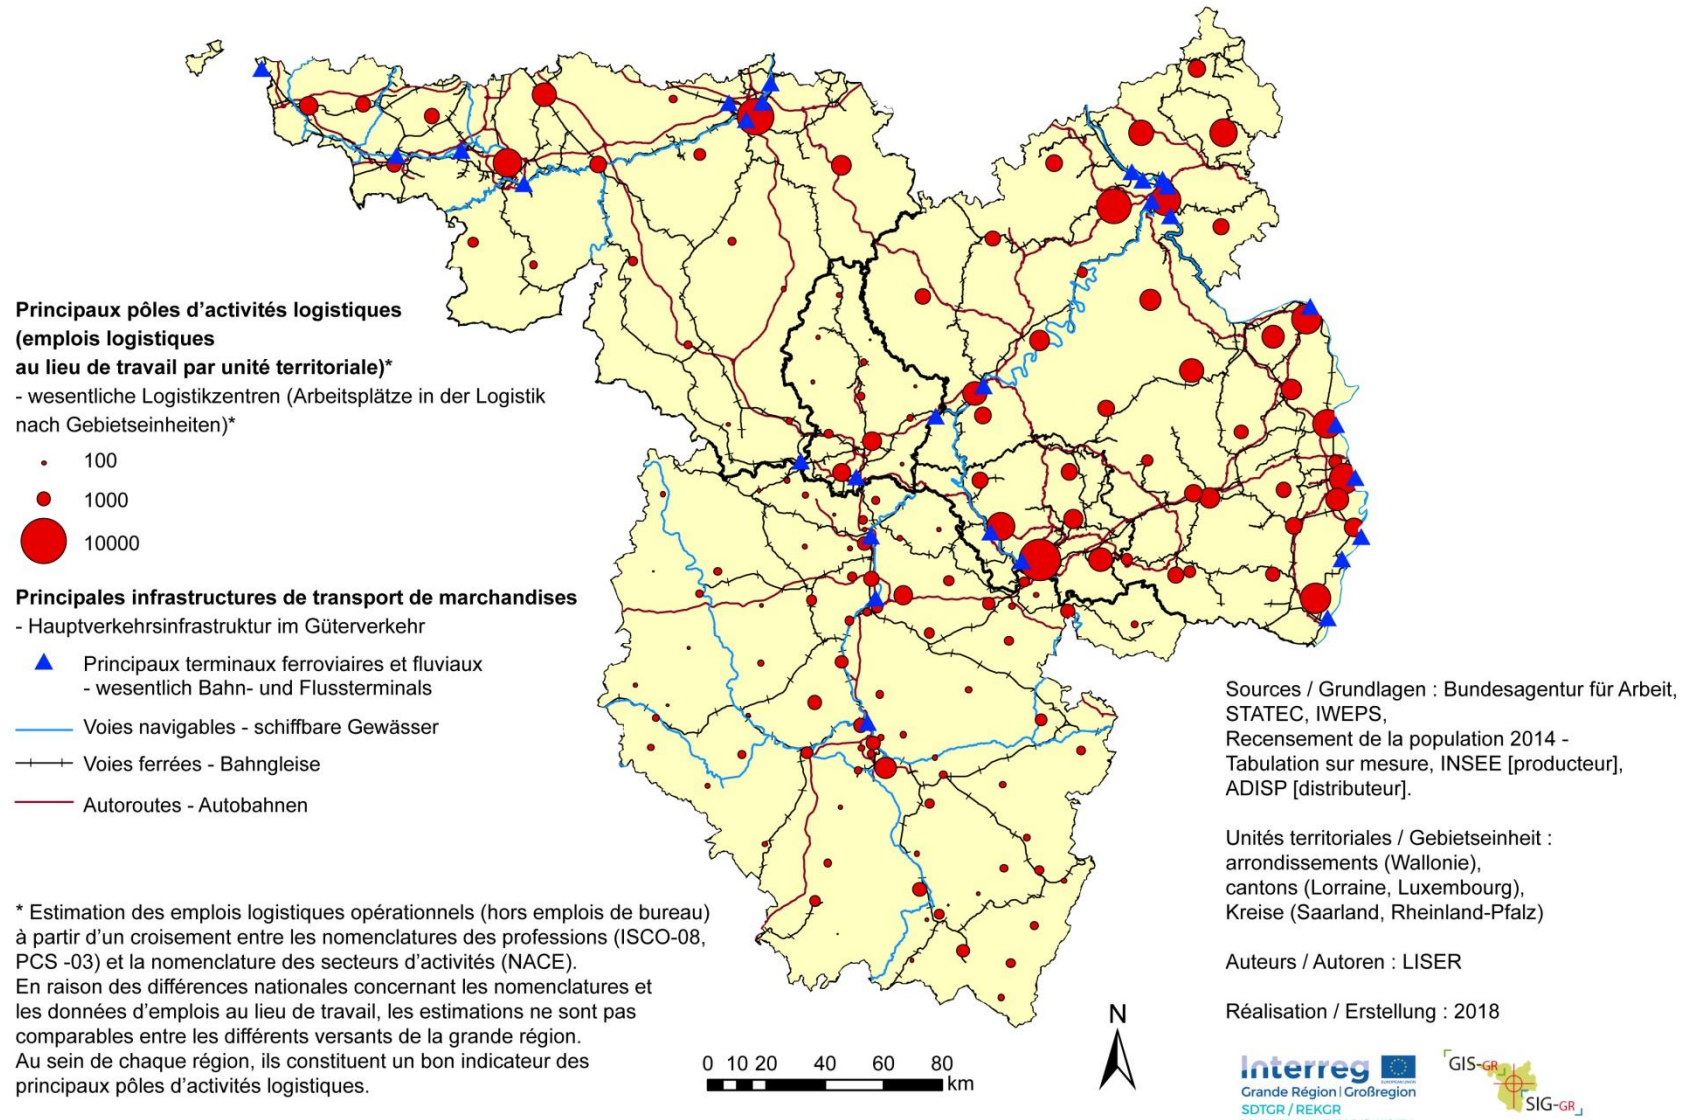 Principaux pôles d’activités logistiques
(emplois logistiques
au lieu de travail par unité territoriale)*
- wesentliche Logistikzentren (Arbeitsplätze in der Logistik
nach Gebietseinheiten)*
100
1000
10000
Principales infrastructures de transport de marchandises
- Hauptverkehrsinfrastruktur im Güterverkehr
Principaux terminaux ferroviaires et fluviaux
- wesentlich Bahn- und Flussterminals
Voies navigables - schiffbare Gewässer
Voies ferrées - Bahngleise
Autoroutes - Autobahnen
* Estimation des emplois logistiques opérationnels (hors emplois de bureau)
à partir d’un croisement entre les nomenclatures des professions (ISCO-08,
PCS -03) et la nomenclature des secteurs d’activités (NACE).
En raison des différences nationales concernant les nomenclatures et
les données d’emplois au lieu de travail, les estimations ne sont pas
comparables entre les différents versants de la grande région.
Au sein de chaque région, ils constituent un bon indicateur des
principaux pôles d’activités logistiques.
0 10 20 40 60 80
km
N
Sources / Grundlagen : Bundesagentur für Arbeit,
STATEC, IWEPS,
Recensement de la population 2014 -
Tabulation sur mesure, INSEE [producteur],
ADISP [distributeur].
Unités territoriales / Gebietseinheit :
arrondissements (Wallonie),
cantons (Lorraine, Luxembourg),
Kreise (Saarland, Rheinland-Pfalz)
Auteurs / Autoren : LISER
Réalisation / Erstellung : 2018
Interreg
EUROPEAN UNION
Grande Région | Großregion
SDTGR / REKGR
GIS-GR
SIG-GR